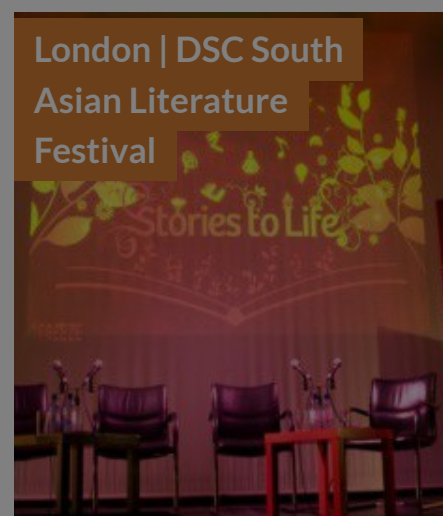 London | DSC South
Asian Literature
Festival
Stories to Life